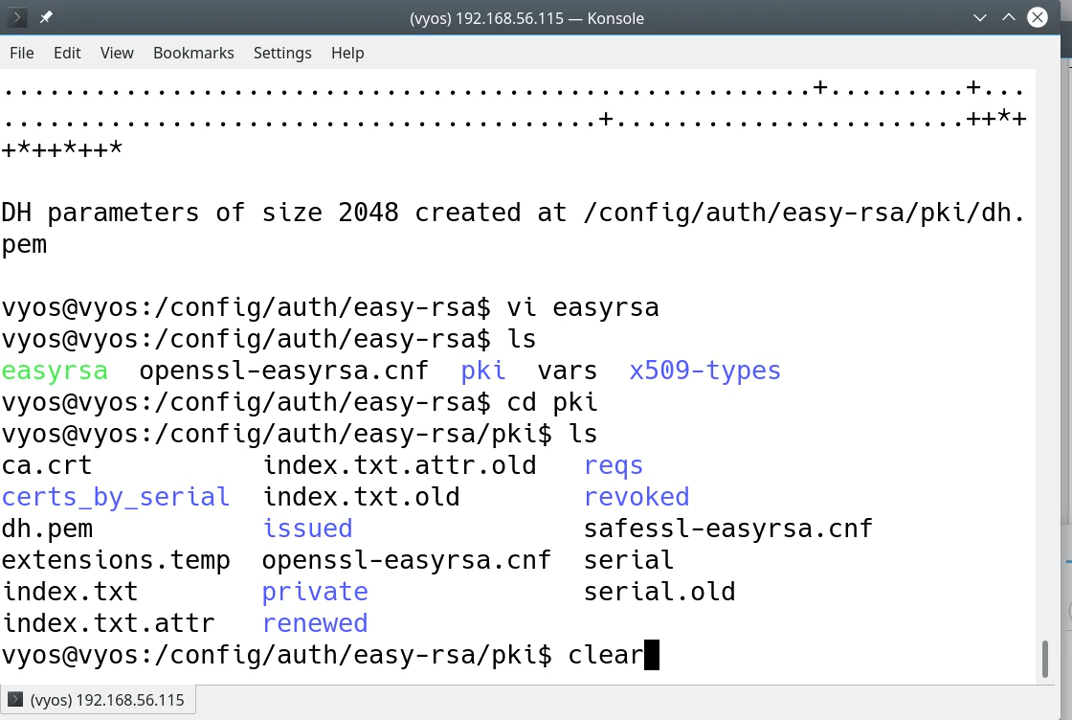 (vyos) 192.168.56.115 — Konsole
File Edit View Bookmarks Settings Help
.....................................................+.........+...
.......................................+.......................++*+
+*++*++*
DH parameters of size 2048 created at /config/auth/easy-rsa/pki/dh.
pem
vyos@vyos:/config/auth/easy-rsa$ vi easyrsa
vyos@vyos:/config/auth/easy-rsa$ ls
easyrsa openssl-easyrsa.cnf pki vars x509-types
vyos@vyos:/config/auth/easy-rsa$ cd pki
vyos@vyos:/config/auth/easy-rsa/pki$ ls
ca.crt index.txt.attr.old reqs
certs_by_serial index.txt.old revoked
dh.pem issued safessl-easyrsa.cnf
extensions.temp openssl-easyrsa.cnf serial
index.txt private serial.old
index.txt.attr renewed
vyos@vyos:/config/auth/easy-rsa/pki$ clear
(vyos) 192.168.56.115